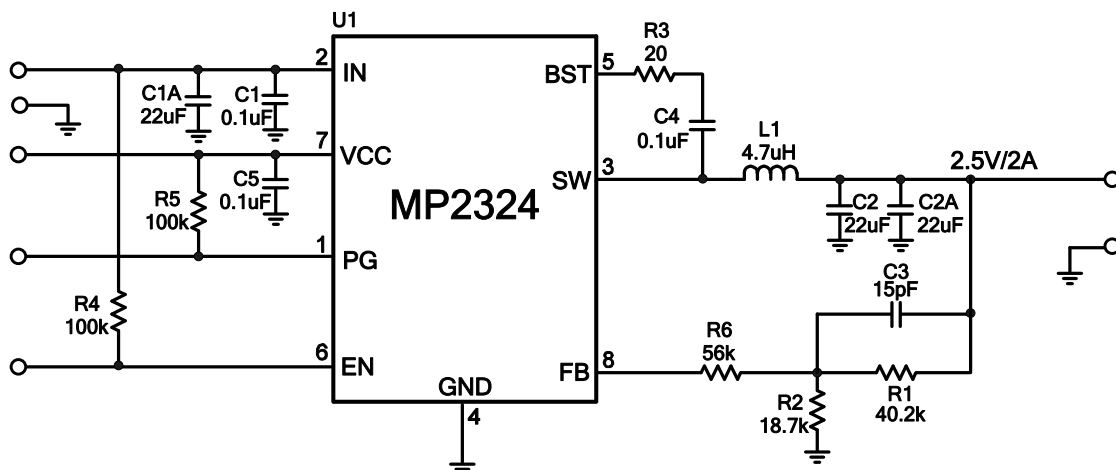 U1
2
IN
C1A
22uF
C1
0.1uF
7
VCC
C5
0.1uF
R5
100k
1
PG
R4
100k
6
EN
MP2324
GND
4
5
BST
R3
20
C4
0.1uF
3
SW
L1
4.7uH
2.5V/2A
C2
22uF
C2A
22uF
C3
15pF
8
FB
R6
56k
R2
18.7k
R1
40.2k